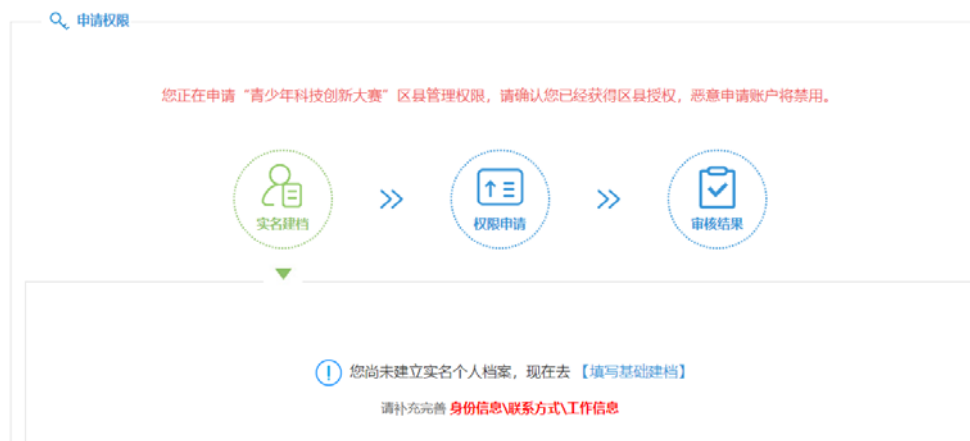 申请权限
您正在申请“青少年科技创新大赛”区县管理权限，请确认您已经获得区县授权，恶意申请账户将禁用。
实名建档
权限申请
审核结果
您尚未建立实名个人档案，现在去【填写基础建档】
请补充完善 身份信息\联系方式\工作信息